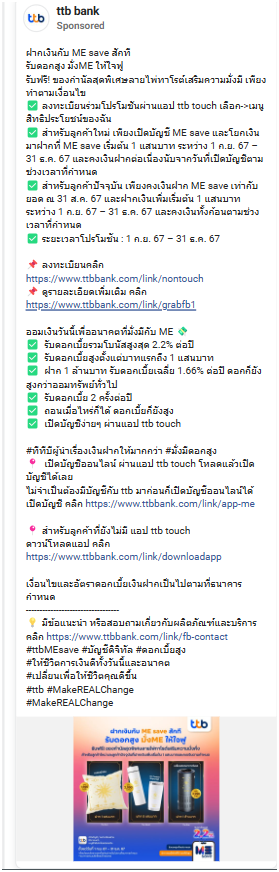 ttb
ttb bank
Sponsored
ฝากเงินกับ ME save สักที
รับดอกสูง มั่งME ให้ใจฟู
รับฟรี! ของกำนัลสุดพิเศษลายไพ่ทาโรต์เสริมความมั่งมี เพียง
ทำตามเงื่อนไข
✅ ลงทะเบียนร่วมโปรโมชันผ่านแอป ttb touch เลือก->เมนู
สิทธิประโยชน์ของฉัน
✅ สำหรับลูกค้าใหม่ เพียงเปิดบัญชี ME save และโยกเงิน
มาฝากที่ ME save เริ่มต้น 1 แสนบาท ระหว่าง 1 ก.ย. 67 –
31 ธ.ค. 67 และคงเงินฝากต่อเนื่องนับจากวันที่เปิดบัญชีตาม
ช่วงเวลาที่กำหนด
✅ สำหรับลูกค้าปัจจุบัน เพียงคงเงินฝาก ME save เท่ากับ
ยอด ณ 31 ส.ค. 67 และฝากเงินเพิ่มเริ่มต้น 1 แสนบาท
ระหว่าง 1 ก.ย. 67 – 31 ธ.ค. 67 และคงเงินทั้งก้อนตามช่วง
เวลาที่กำหนด
✅ ระยะเวลาโปรโมชัน : 1 ก.ย. 67 – 31 ธ.ค. 67
📌 ลงทะเบียนคลิก
https://www.ttbbank.com/link/nontouch
📌 ดูรายละเอียดเพิ่มเติม คลิก
https://www.ttbbank.com/link/grabfb1
ออมเงินวันนี้เพื่ออนาคตที่มั่งมีกับ ME 💸
✅ รับดอกเบี้ยรวมโบนัสสูงสุด 2.2% ต่อปี
✅ รับดอกเบี้ยสูงตั้งแต่บาทแรกถึง 1 แสนบาท
✅ ฝาก 1 ล้านบาท รับดอกเบี้ยเฉลี่ย 1.66% ต่อปี ดอกก็ยัง
สูงกว่าออมทรัพย์ทั่วไป
✅ รับดอกเบี้ย 2 ครั้งต่อปี
✅ ถอนเมื่อไหร่ก็ได้ ดอกเบี้ยก็ยังสูง
✅ เปิดบัญชีง่ายๆ ผ่านแอป ttb touch
#ทีทีบีผู้นำเรื่องเงินฝากให้มากกว่า #มั่งมีดอกสูง
📍 เปิดบัญชีออนไลน์ ผ่านแอป ttb touch โหลดแล้วเปิด
บัญชีได้เลย
ไม่จำเป็นต้องมีบัญชีกับ ttb มาก่อนก็เปิดบัญชีออนไลน์ได้
เปิดบัญชี คลิก https://www.ttbbank.com/link/app-me
📍 สำหรับลูกค้าที่ยังไม่มี แอป ttb touch
ดาวน์โหลดแอป คลิก
https://www.ttbbank.com/link/downloadapp
เงื่อนไขและอัตราดอกเบี้ยเงินฝากเป็นไปตามที่ธนาคาร
กำหนด
----------------------------------
💡 มีข้อแนะนำ หรือสอบถามเกี่ยวกับผลิตภัณฑ์และบริการ
คลิก https://www.ttbbank.com/link/fb-contact
#ttbMEsave #บัญชีดิจิทัล #ดอกเบี้ยสูง
#ให้ชีวิตการเงินดีทั้งวันนี้และอนาคต
#เปลี่ยนเพื่อให้ชีวิตคุณดีขึ้น
#ttb #MakeREALChange
#MakeREALChange
ttb
ฝากเงินกับ ME save สักที
รับดอกสูง มั่งME ให้ใจฟู
2.2%
ME